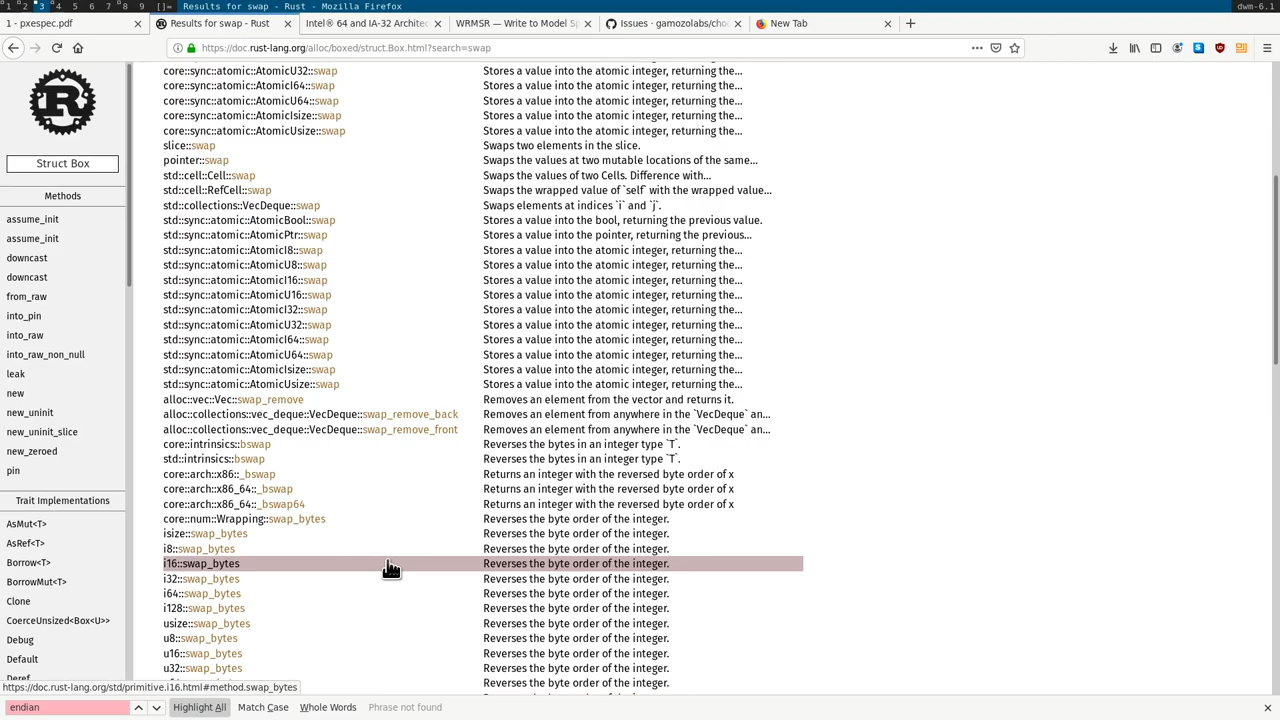 1 2 3 4 5 6 7 8 9 []= Results for swap - Rust - Mozilla Firefox dwm-6.1
1 - pxespec.pdf
Results for swap - Rust
Intel® 64 and IA-32 Architec
WRMSR — Write to Model Sp
Issues · gamozolabs/choc
New Tab
https://doc.rust-lang.org/alloc/boxed/struct.Box.html?search=swap
Struct Box
Methods
assume_init
assume_init
downcast
downcast
from_raw
into_pin
into_raw
into_raw_non_null
leak
new
new_uninit
new_uninit_slice
new_zeroed
pin
Trait Implementations
AsMut<T>
AsRef<T>
Borrow<T>
BorrowMut<T>
Clone
CoerceUnsized<Box<U>>
Debug
Default
Deref
core::sync::atomic::AtomicU32::swap Stores a value into the atomic integer, returning the…
core::sync::atomic::AtomicI64::swap Stores a value into the atomic integer, returning the…
core::sync::atomic::AtomicU64::swap Stores a value into the atomic integer, returning the…
core::sync::atomic::AtomicIsize::swap Stores a value into the atomic integer, returning the…
core::sync::atomic::AtomicUsize::swap Stores a value into the atomic integer, returning the…
slice::swap Swaps two elements in the slice.
pointer::swap Swaps the values at two mutable locations of the same…
std::cell::Cell::swap Swaps the values of two Cells. Difference with…
std::cell::RefCell::swap Swaps the wrapped value of `self` with the wrapped value…
std::collections::VecDeque::swap Swaps elements at indices `i` and `j`.
std::sync::atomic::AtomicBool::swap Stores a value into the bool, returning the previous value.
std::sync::atomic::AtomicPtr::swap Stores a value into the pointer, returning the previous…
std::sync::atomic::AtomicI8::swap Stores a value into the atomic integer, returning the…
std::sync::atomic::AtomicU8::swap Stores a value into the atomic integer, returning the…
std::sync::atomic::AtomicI16::swap Stores a value into the atomic integer, returning the…
std::sync::atomic::AtomicU16::swap Stores a value into the atomic integer, returning the…
std::sync::atomic::AtomicI32::swap Stores a value into the atomic integer, returning the…
std::sync::atomic::AtomicU32::swap Stores a value into the atomic integer, returning the…
std::sync::atomic::AtomicI64::swap Stores a value into the atomic integer, returning the…
std::sync::atomic::AtomicU64::swap Stores a value into the atomic integer, returning the…
std::sync::atomic::AtomicIsize::swap Stores a value into the atomic integer, returning the…
std::sync::atomic::AtomicUsize::swap Stores a value into the atomic integer, returning the…
alloc::vec::Vec::swap_remove Removes an element from the vector and returns it.
alloc::collections::vec_deque::VecDeque::swap_remove_back Removes an element from anywhere in the `VecDeque` an…
alloc::collections::vec_deque::VecDeque::swap_remove_front Removes an element from anywhere in the `VecDeque` an…
core::intrinsics::bswap Reverses the bytes in an integer type `T`.
std::intrinsics::bswap Reverses the bytes in an integer type `T`.
core::arch::x86::_bswap Returns an integer with the reversed byte order of x
core::arch::x86_64::_bswap Returns an integer with the reversed byte order of x
core::arch::x86_64::_bswap64 Returns an integer with the reversed byte order of x
core::num::Wrapping::swap_bytes Reverses the byte order of the integer.
isize::swap_bytes Reverses the byte order of the integer.
i8::swap_bytes Reverses the byte order of the integer.
i16::swap_bytes Reverses the byte order of the integer.
i32::swap_bytes Reverses the byte order of the integer.
i64::swap_bytes Reverses the byte order of the integer.
i128::swap_bytes Reverses the byte order of the integer.
usize::swap_bytes Reverses the byte order of the integer.
u8::swap_bytes Reverses the byte order of the integer.
u16::swap_bytes Reverses the byte order of the integer.
u32::swap_bytes Reverses the byte order of the integer.
Reverses the byte order of the integer.
https://doc.rust-lang.org/std/primitive.i16.html#method.swap_bytes
endian Highlight All Match Case Whole Words Phrase not found